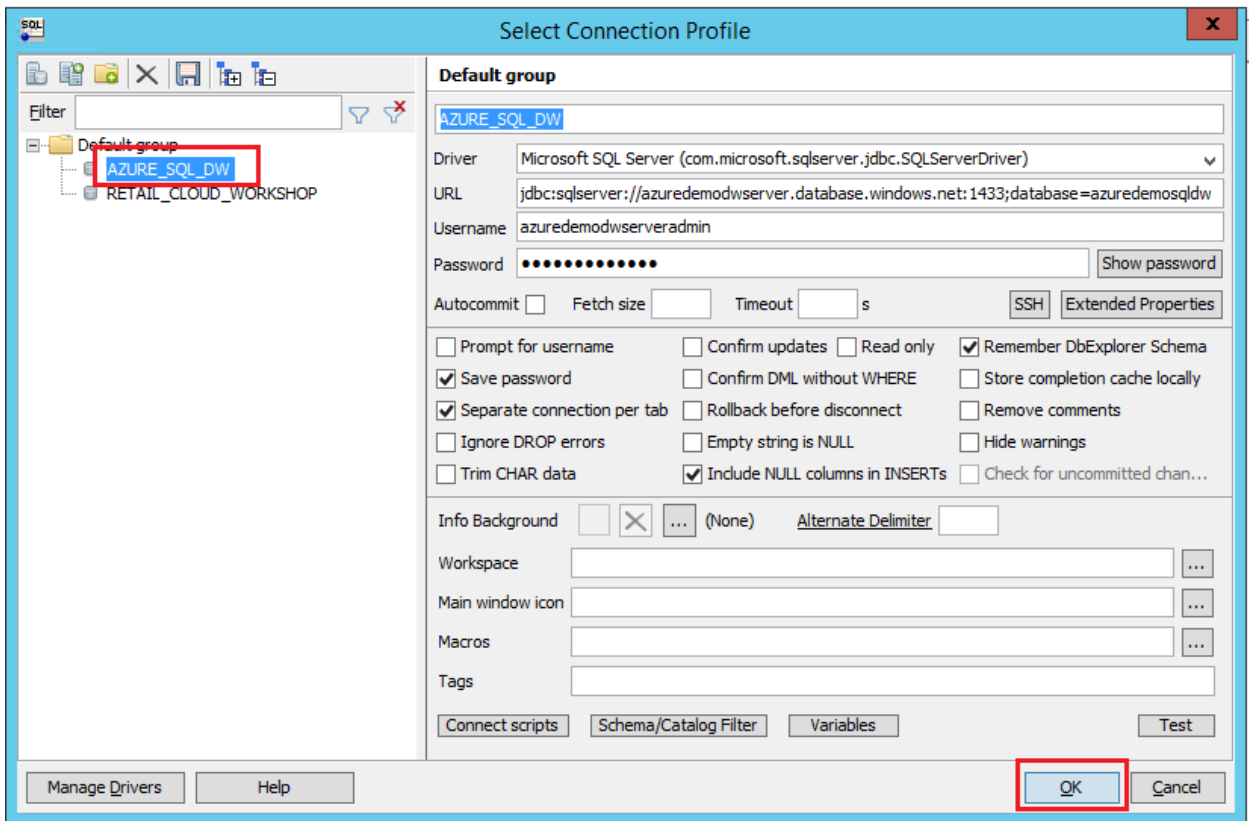 SQL
Select Connection Profile
x
Filter
Default group
AZURE_SQL_DW
RETAIL_CLOUD_WORKSHOP
Default group
AZURE_SQL_DW
Driver Microsoft SQL Server (com.microsoft.sqlserver.jdbc.SQLServerDriver)
URL jdbc:sqlserver://azuredemodwserver.database.windows.net:1433;database=azuredemosqldw
Username azuredemodwserveradmin
Password ●●●●●●●●●●●●● Show password
Autocommit Fetch size Timeout s SSH Extended Properties
Prompt for username Confirm updates Read only Remember DbExplorer Schema
Save password Confirm DML without WHERE Store completion cache locally
Separate connection per tab Rollback before disconnect Remove comments
Ignore DROP errors Empty string is NULL Hide warnings
Trim CHAR data Include NULL columns in INSERTs Check for uncommitted chan...
Info Background ... (None) Alternate Delimiter
Workspace ...
Main window icon ...
Macros ...
Tags
Connect scripts Schema/Catalog Filter Variables Test
Manage Drivers Help OK Cancel